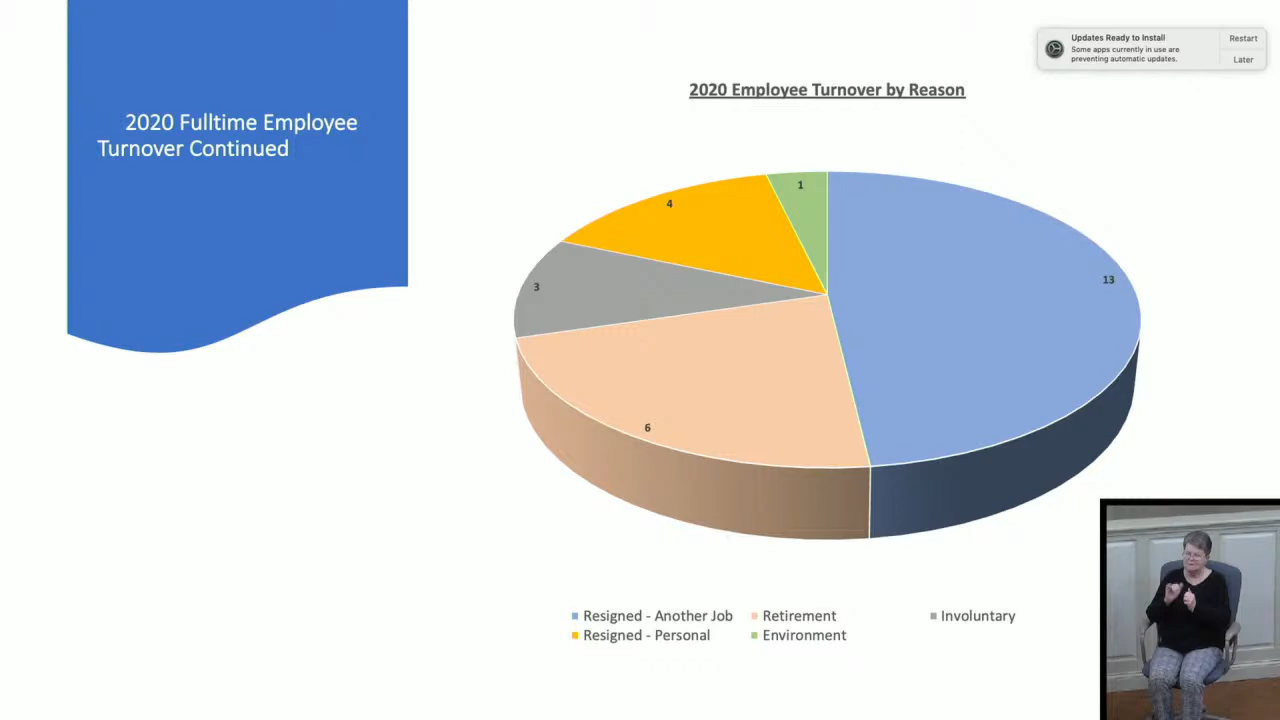 2020 Fulltime Employee
Turnover Continued
Updates Ready to Install
Some apps currently in use are
preventing automatic updates.
Restart
Later
2020 Employee Turnover by Reason
1
4
13
3
6
Resigned - Another Job
Retirement
Involuntary
Resigned - Personal
Environment